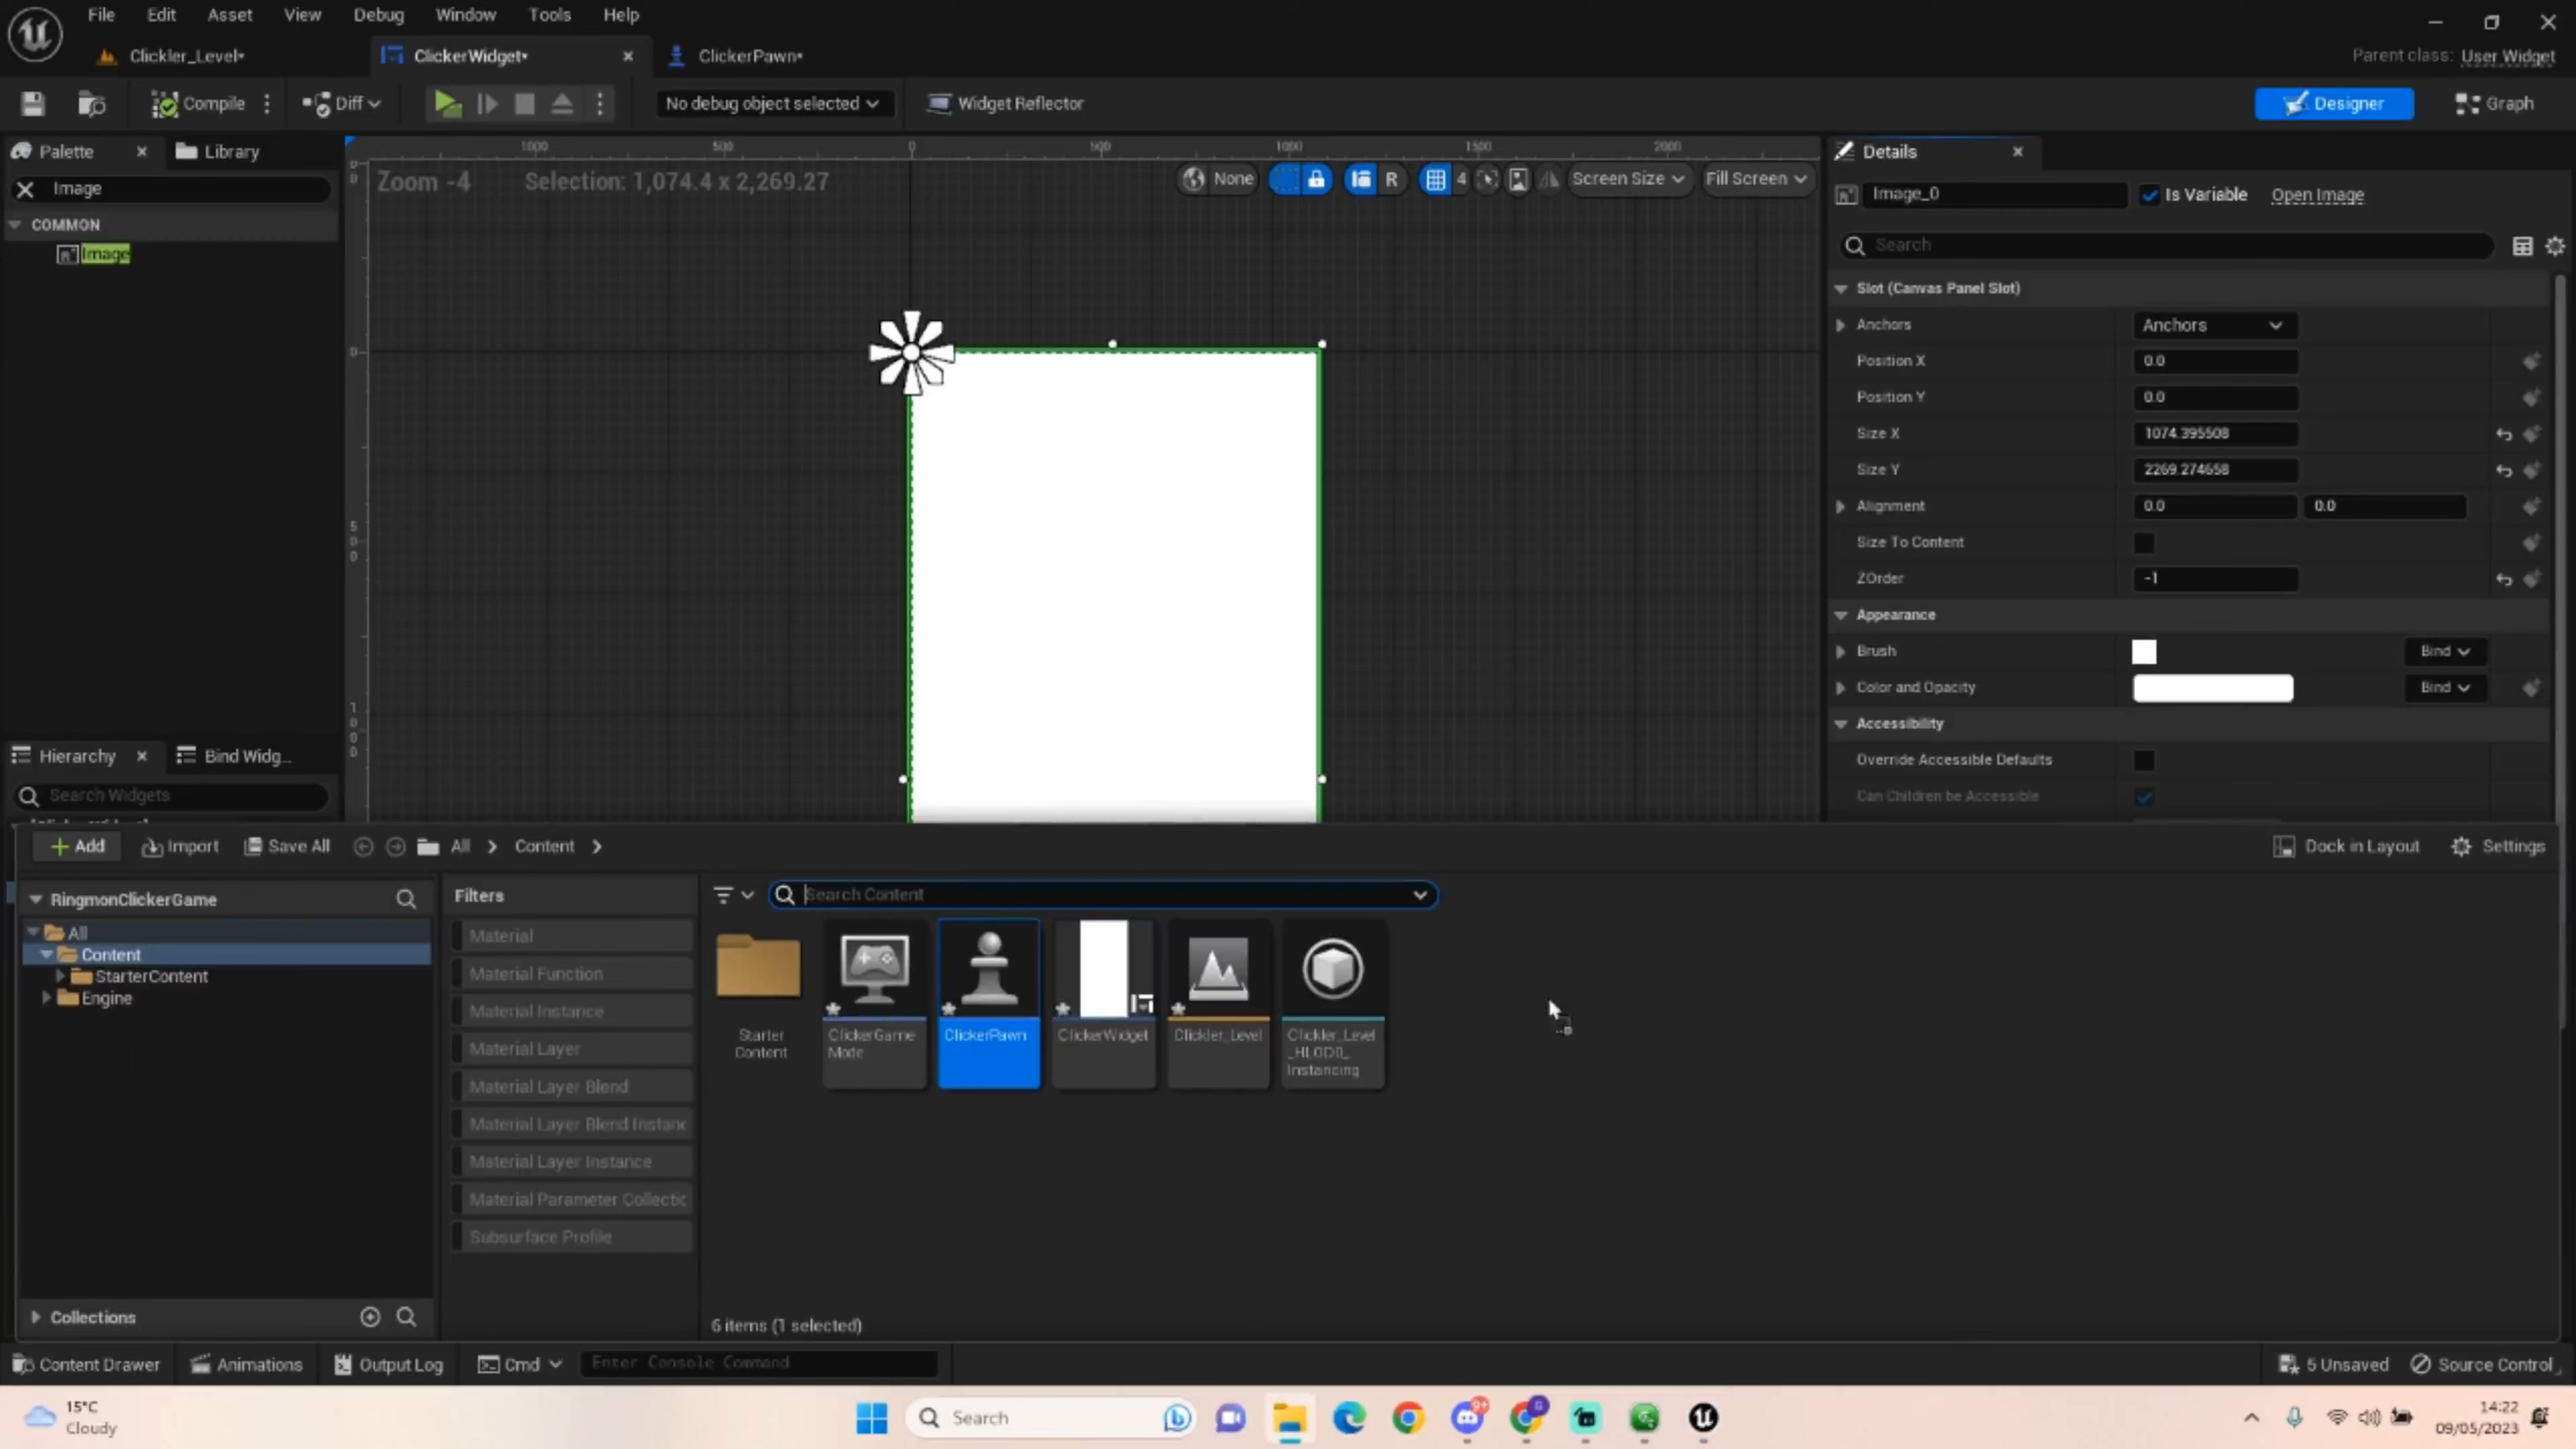 File Edit Asset View Debug Window Tools Help
Clickler_Level* ClickerWidget* ClickerPawn* Parent class: User Widget
Compile Diff No debug object selected Widget Reflector Designer Graph
Palette Library
Image
COMMON
Image
1000 500 0 500 1000 1500 2000
Zoom -4 Selection: 1,074.4 x 2,269.27 None R 4 Screen Size Fill Screen
Details
Image_0 Is Variable Open Image
Search
Slot (Canvas Panel Slot)
Anchors Anchors
Position X 0.0
Position Y 0.0
Size X 1074.395508
Size Y 2269.274658
Alignment 0.0 0.0
Size To Content
ZOrder -1
Appearance
Brush Bind
Color and Opacity Bind
Accessibility
Override Accessible Defaults
Can Children be Accessible
Hierarchy Bind Widg...
Search Widgets
Add Import Save All All Content Dock in Layout Settings
RingmonClickerGame
All
Content
StarterContent
Engine
Collections
Filters
Material
Material Function
Material Instance
Material Layer
Material Layer Blend
Material Layer Blend Instanc
Material Layer Instance
Material Parameter Collectic
Subsurface Profile
Search Content
Starter
Content
ClickerGame
Mode
ClickerPawn
ClickerWidget
Clickler_Level
Clickler_Level
_HLOD0_
Instancing
6 items (1 selected)
Content Drawer Animations Output Log Cmd Enter Console Command 5 Unsaved Source Control
15°C
Cloudy
Search
9+
14:22
09/05/2023